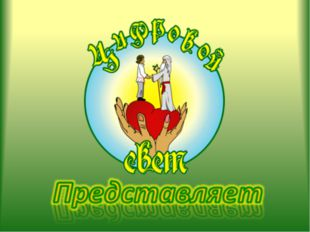 Цифровой
свет
Представляет